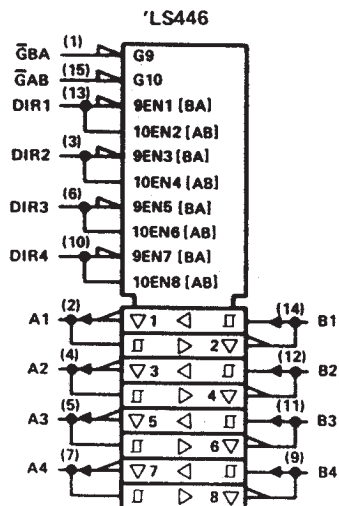 'LS446
G̅BA (1) G9
G̅AB (15) G10
DIR1 (13) 9EN1 [BA]
10EN2 [AB]
DIR2 (3) 9EN3 [BA]
10EN4 [AB]
DIR3 (6) 9EN5 [BA]
10EN6 [AB]
DIR4 (10) 9EN7 [BA]
10EN8 [AB]
A1 (2) ▽1 ◁ (14) B1
▷ 2▽
A2 (4) ▽3 ◁ (12) B2
▷ 4▽
A3 (5) ▽5 ◁ (11) B3
▷ 6▽
A4 (7) ▽7 ◁ (9) B4
▷ 8▽